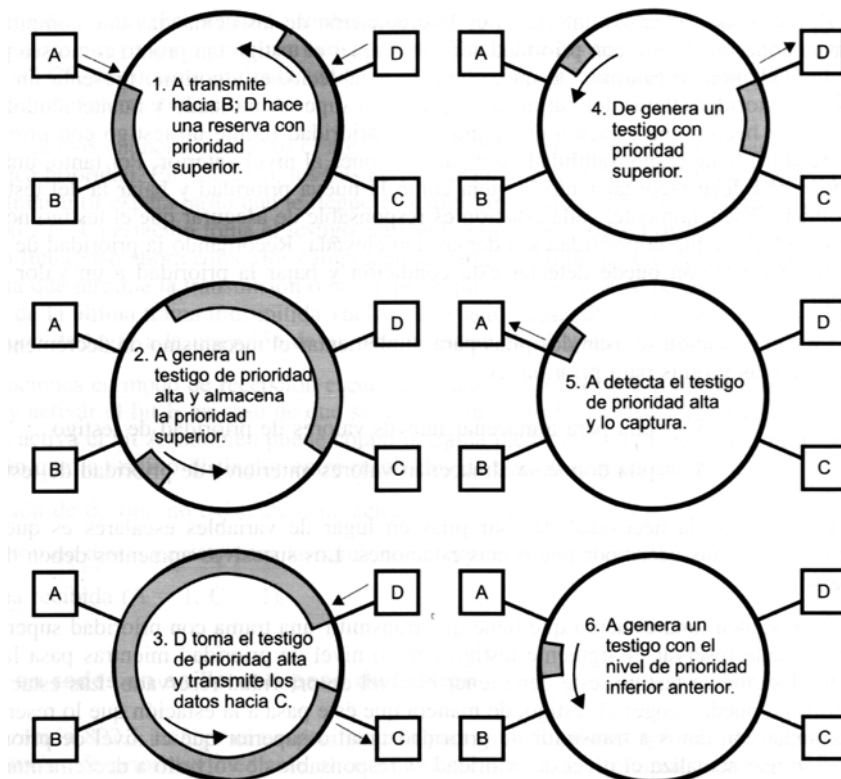 A
D
1. A transmite
hacia B; D hace
una reserva con
prioridad
superior.
B
C
A
D
4. De genera un
testigo con
prioridad
superior.
B
C
A
D
2. A genera un
testigo de prioridad
alta y almacena
la prioridad
superior.
B
C
A
D
5. A detecta el testigo
de prioridad alta
y lo captura.
B
C
A
D
3. D toma el testigo
de prioridad alta
y transmite los
datos hacia C.
B
C
A
D
6. A genera un
testigo con el
nivel de prioridad
inferior anterior.
B
C